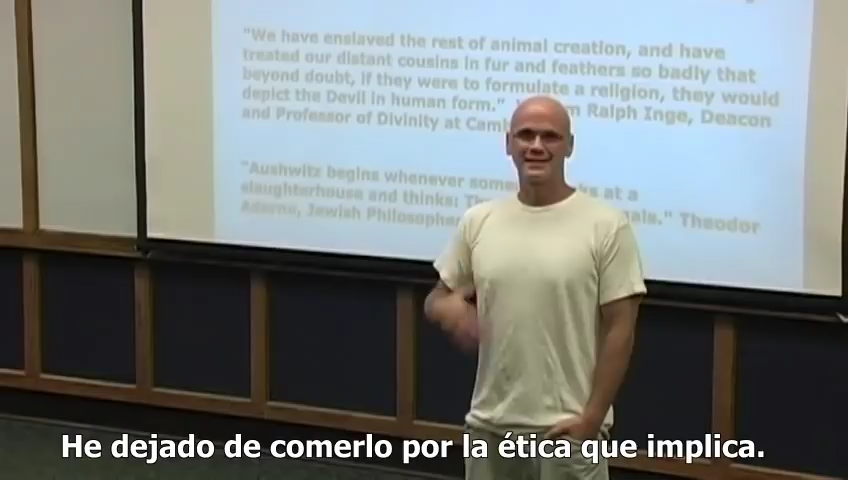 "We have enslaved the rest of animal creation, and have
treated our distant cousins in fur and feathers so badly that
beyond doubt, if they were to formulate a religion, they would
depict the Devil in human form." Ralph Inge, Deacon
and Professor of Divinity at Cam
"Aushwitz begins whenever some at a
slaughterhouse and thinks: Theodor
Adorno, Jewish Philosopher
He dejado de comerlo por la ética que implica.